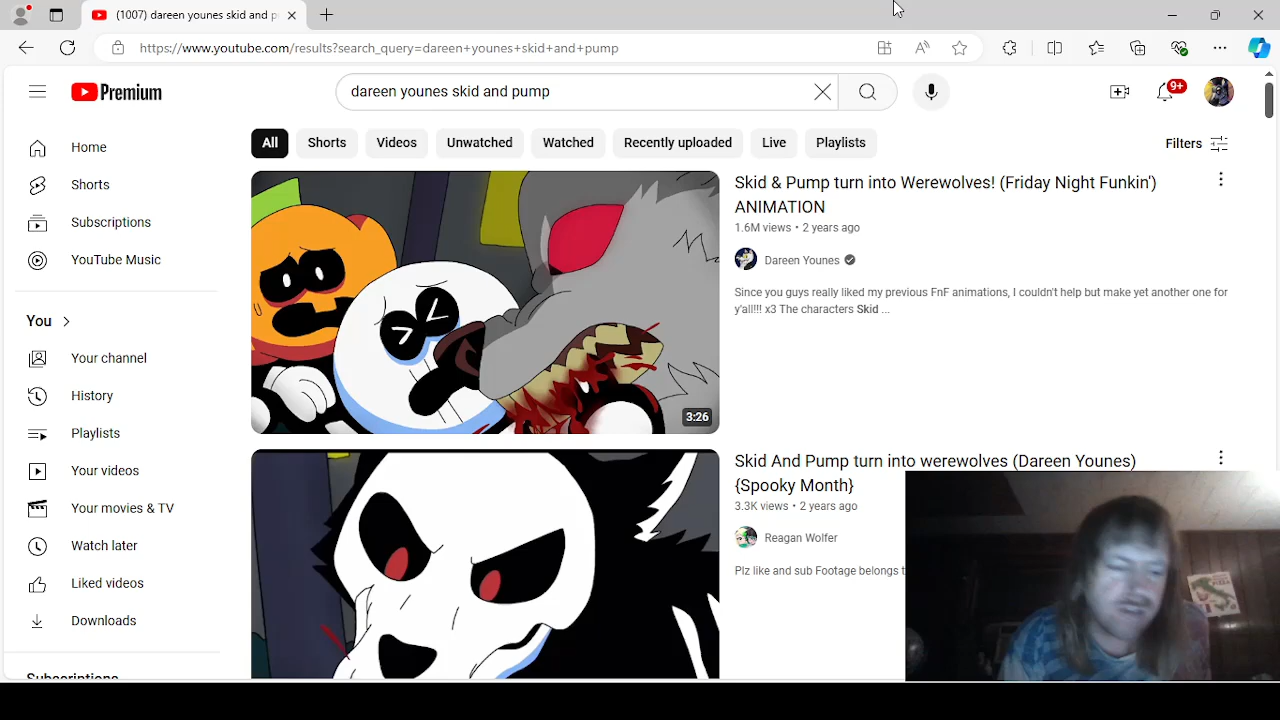 (1007) dareen younes skid and p
https://www.youtube.com/results?search_query=dareen+younes+skid+and+pump
Premium
dareen younes skid and pump
9+
All
Shorts
Videos
Unwatched
Watched
Recently uploaded
Live
Playlists
Filters
Home
Shorts
Subscriptions
YouTube Music
You
Your channel
History
Playlists
Your videos
Your movies & TV
Watch later
Liked videos
Downloads
Subscriptions
3:26
Skid & Pump turn into Werewolves! (Friday Night Funkin')
ANIMATION
1.6M views • 2 years ago
Dareen Younes
Since you guys really liked my previous FnF animations, I couldn't help but make yet another one for
y'all!!! x3 The characters Skid ...
Skid And Pump turn into werewolves (Dareen Younes)
{Spooky Month}
3.3K views • 2 years ago
Reagan Wolfer
Plz like and sub Footage belongs t